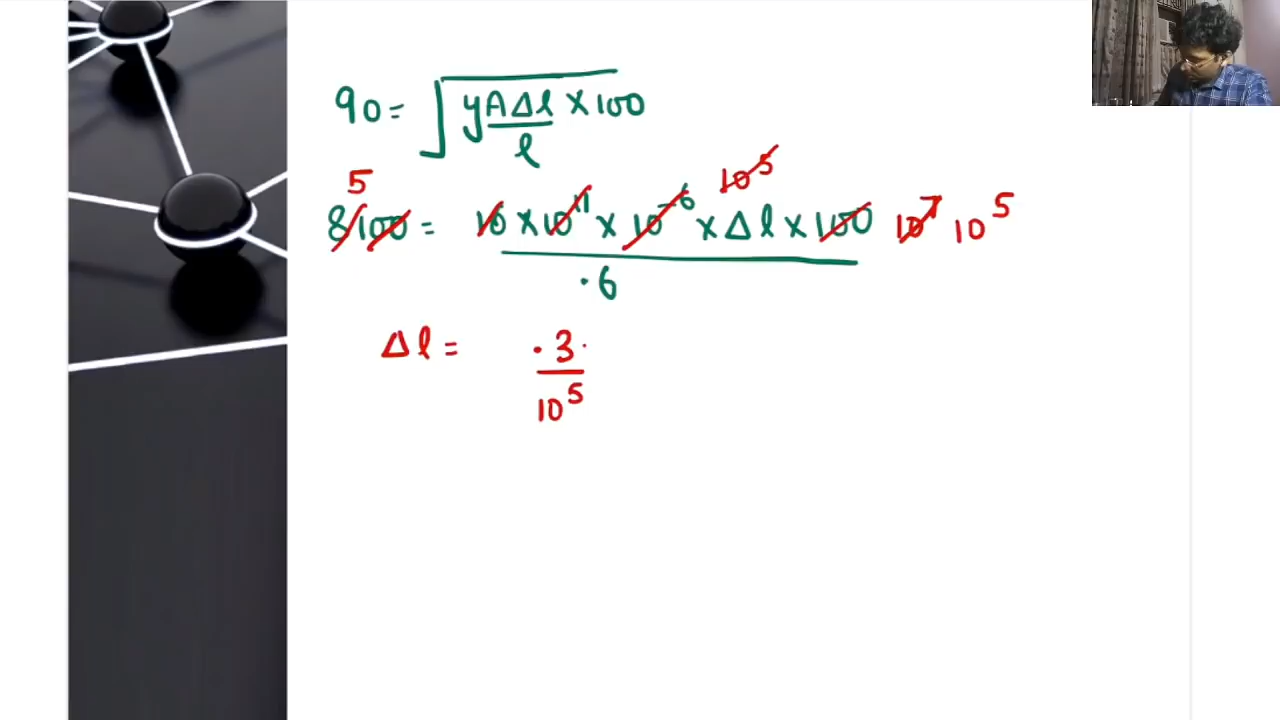 90 = √(yAΔl/l × 100)
5 10^5
8100 = 10 × 10^11 × 10^-6 × Δl × 100 / .6 10^7 10^5
Δl = .3 / 10^5